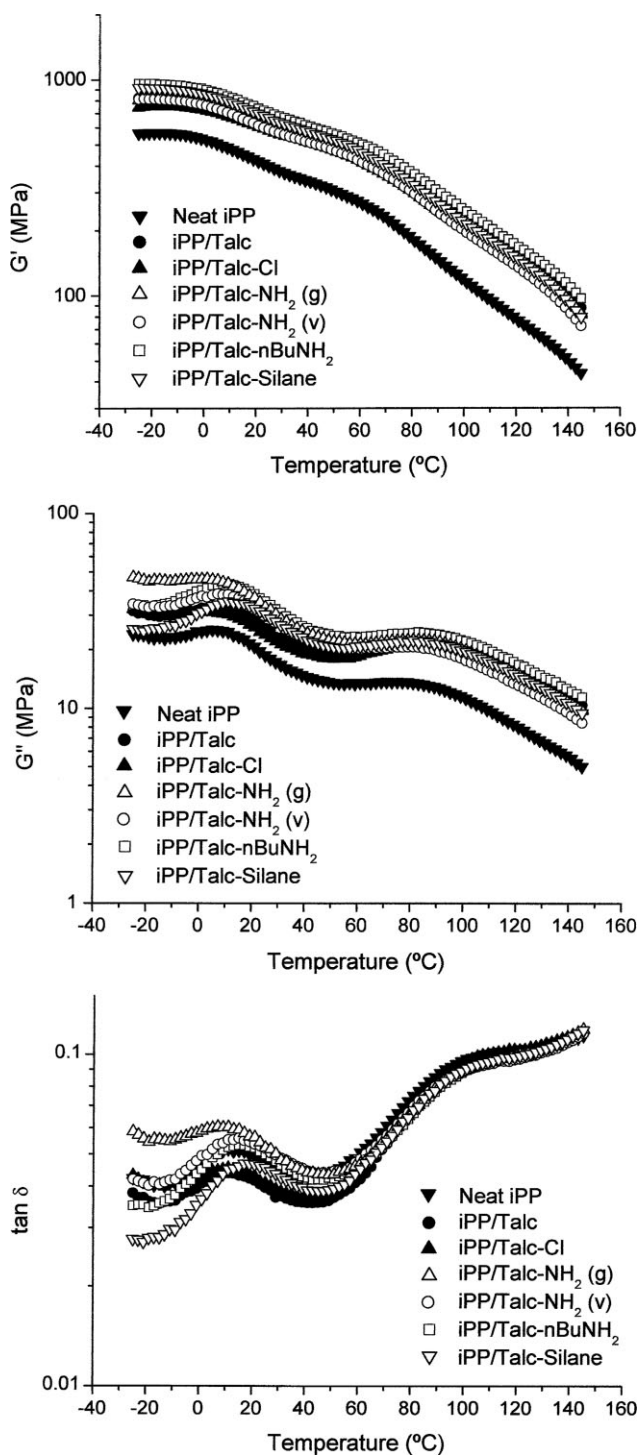 1000
100
G' (MPa)
Neat iPP
iPP/Talc
iPP/Talc-Cl
iPP/Talc-NH₂ (g)
iPP/Talc-NH₂ (v)
iPP/Talc-nBuNH₂
iPP/Talc-Silane
-40 -20 0 20 40 60 80 100 120 140 160
Temperature (ºC)
100
10
1
G'' (MPa)
Neat iPP
iPP/Talc
iPP/Talc-Cl
iPP/Talc-NH₂ (g)
iPP/Talc-NH₂ (v)
iPP/Talc-nBuNH₂
iPP/Talc-Silane
-40 -20 0 20 40 60 80 100 120 140 160
Temperature (ºC)
0.1
0.01
tan δ
Neat iPP
iPP/Talc
iPP/Talc-Cl
iPP/Talc-NH₂ (g)
iPP/Talc-NH₂ (v)
iPP/Talc-nBuNH₂
iPP/Talc-Silane
-40 -20 0 20 40 60 80 100 120 140 160
Temperature (ºC)